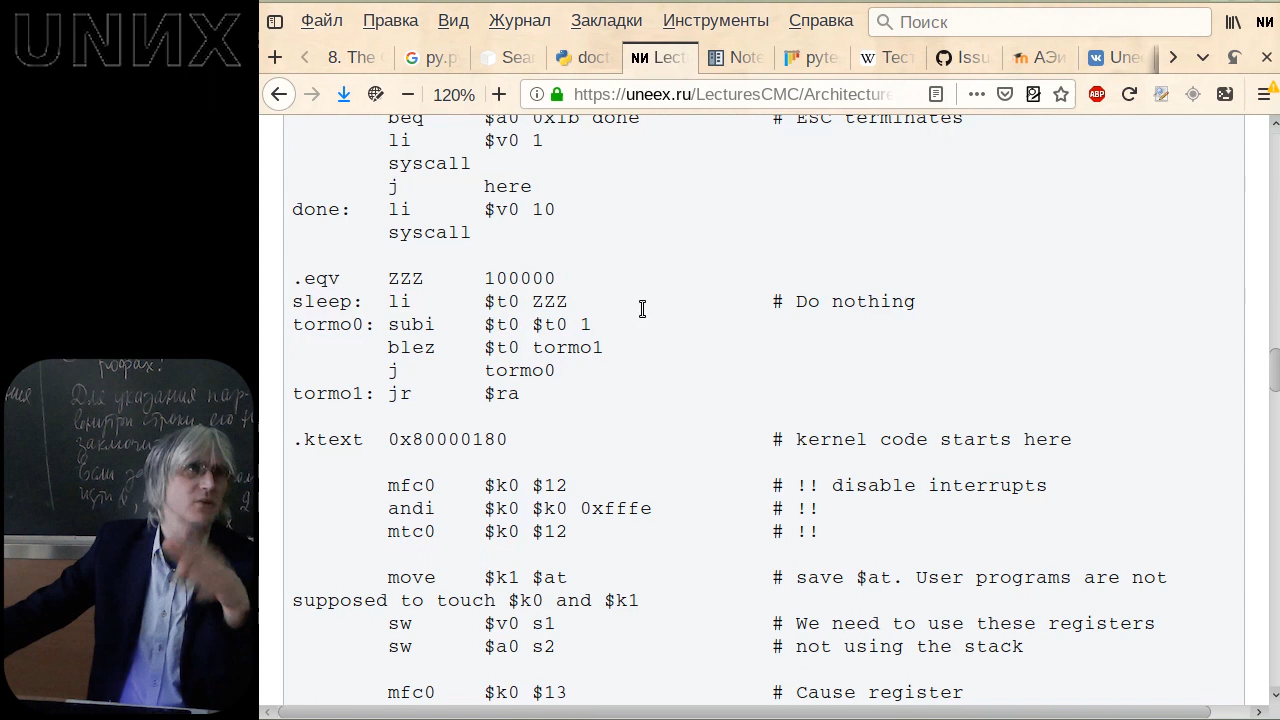 UNИX
Файл Правка Вид Журнал Закладки Инструменты Справка Поиск
8. The
py.p
Sear
doct
NИ Lect
Note
pyte
Тест
Issu
АЭи
Unee
120%
https://uneex.ru/LecturesCMC/Architecture
ABP
beq $a0 0x1b done # ESC terminates
li $v0 1
syscall
j here
done: li $v0 10
syscall
.eqv ZZZ 100000
sleep: li $t0 ZZZ # Do nothing
tormo0: subi $t0 $t0 1
blez $t0 tormo1
j tormo0
tormo1: jr $ra
.ktext 0x80000180 # kernel code starts here
mfc0 $k0 $12 # !! disable interrupts
andi $k0 $k0 0xfffe # !!
mtc0 $k0 $12 # !!
move $k1 $at # save $at. User programs are not
supposed to touch $k0 and $k1
sw $v0 s1 # We need to use these registers
sw $a0 s2 # not using the stack
mfc0 $k0 $13 # Cause register
Для указания пар-